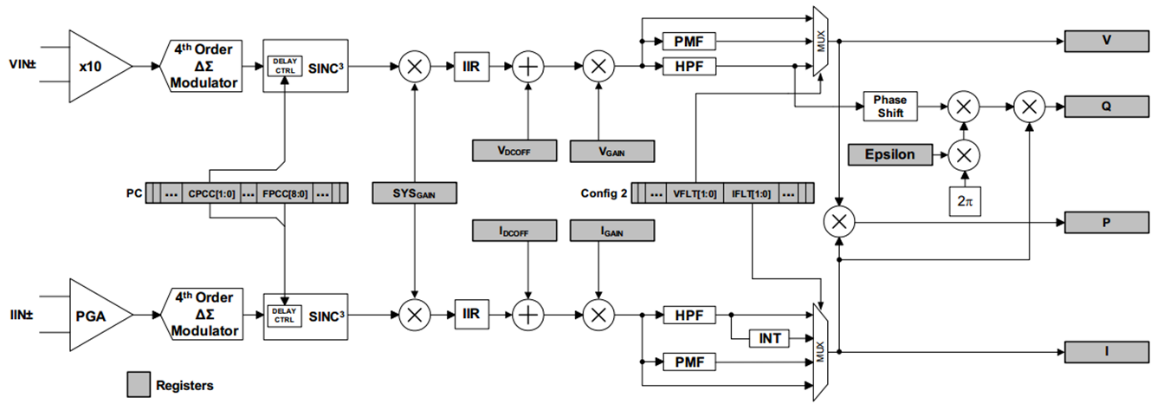 VIN±
x10
4th Order
ΔΣ
Modulator
DELAY
CTRL
SINC3
×
IIR
+
×
PMF
HPF
MUX
V
Phase
Shift
×
×
Q
VDCOFF
VGAIN
Epsilon
×
2π
PC
... CPCC[1:0] ... FPCC[8:0] ...
SYSGAIN
Config 2
... VFLT[1:0] IFLT[1:0] ...
IDCOFF
IGAIN
×
P
IIN±
PGA
4th Order
ΔΣ
Modulator
DELAY
CTRL
SINC3
×
IIR
+
×
HPF
INT
PMF
MUX
I
Registers